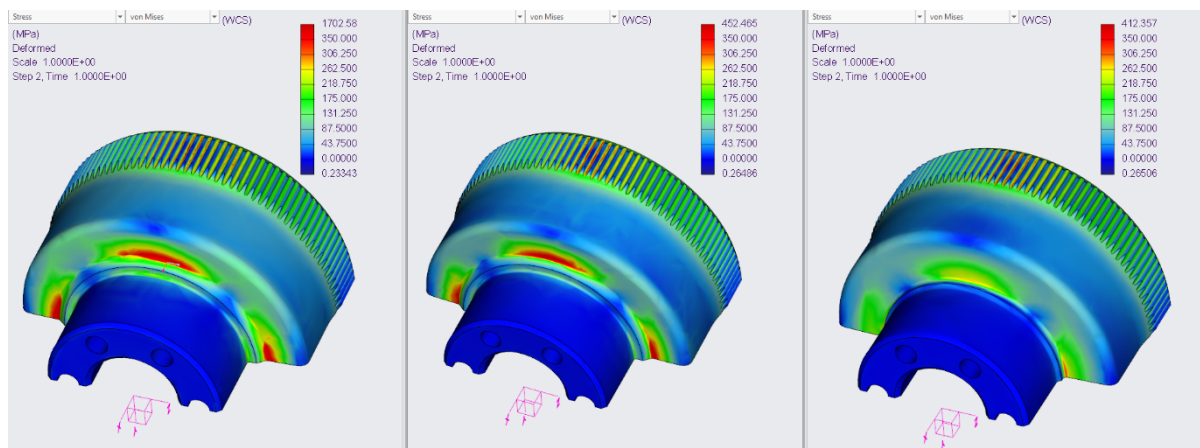 Stress von Mises (WCS)
1702.58
(MPa) 350.000
Deformed 306.250
Scale 1.0000E+00 262.500
Step 2, Time 1.0000E+00 218.750
175.000
131.250
87.5000
43.7500
0.00000
0.23343
Stress von Mises (WCS)
452.465
(MPa) 350.000
Deformed 306.250
Scale 1.0000E+00 262.500
Step 2, Time 1.0000E+00 218.750
175.000
131.250
87.5000
43.7500
0.00000
0.26486
Stress von Mises (WCS)
412.357
(MPa) 350.000
Deformed 306.250
Scale 1.0000E+00 262.500
Step 2, Time 1.0000E+00 218.750
175.000
131.250
87.5000
43.7500
0.00000
0.26506